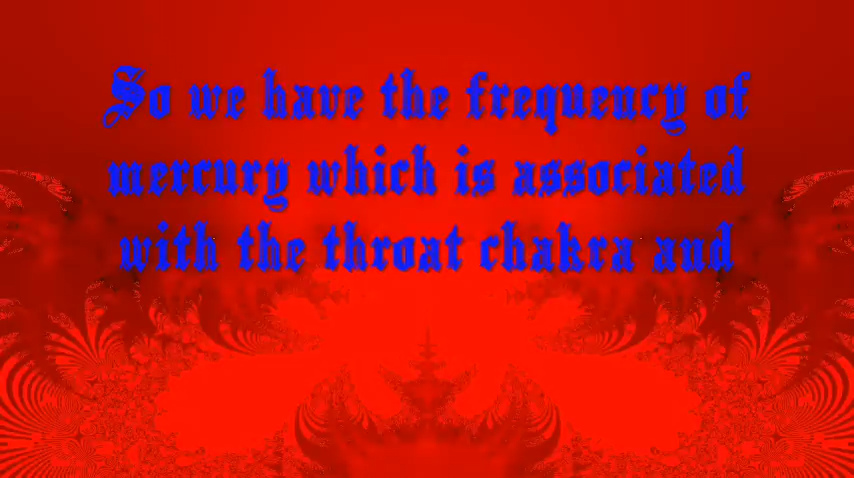 So we have the frequency of
mercury which is associated
with the throat chakra and